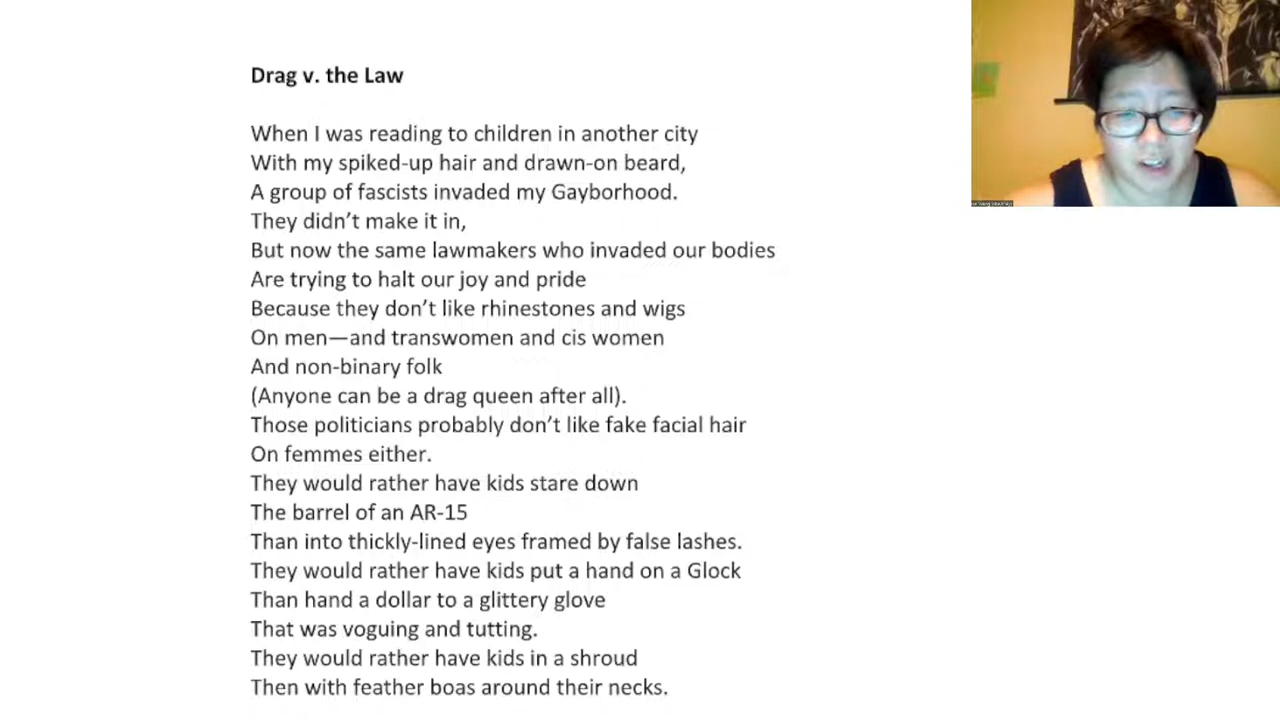 Drag v. the Law
When I was reading to children in another city
With my spiked-up hair and drawn-on beard,
A group of fascists invaded my Gayborhood.
They didn’t make it in,
But now the same lawmakers who invaded our bodies
Are trying to halt our joy and pride
Because they don’t like rhinestones and wigs
On men—and transwomen and cis women
And non-binary folk
(Anyone can be a drag queen after all).
Those politicians probably don’t like fake facial hair
On femmes either.
They would rather have kids stare down
The barrel of an AR-15
Than into thickly-lined eyes framed by false lashes.
They would rather have kids put a hand on a Glock
Than hand a dollar to a glittery glove
That was voguing and tutting.
They would rather have kids in a shroud
Then with feather boas around their necks.